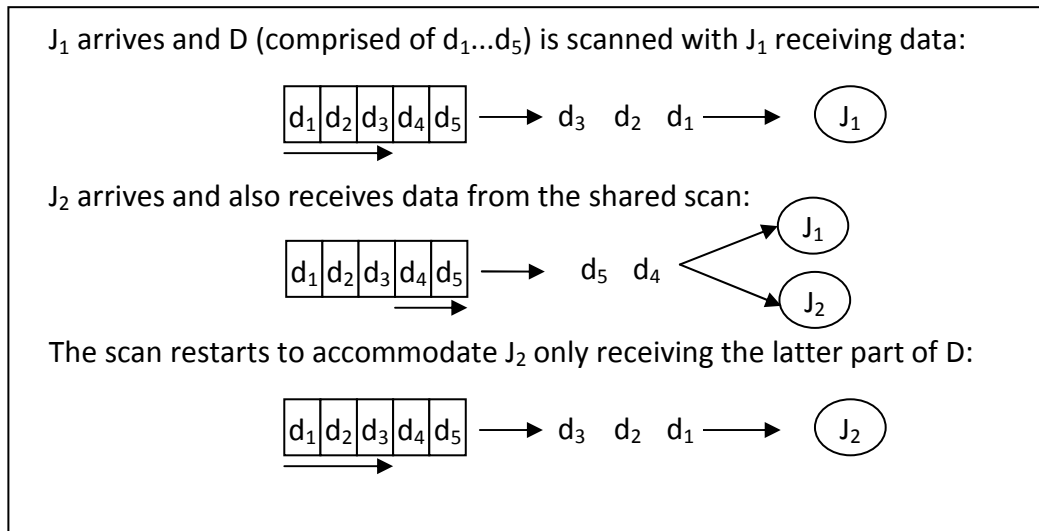 J₁ arrives and D (comprised of d₁...d₅) is scanned with J₁ receiving data:
d₁ d₂ d₃ d₄ d₅ d₃ d₂ d₁ J₁
J₂ arrives and also receives data from the shared scan:
J₁
d₁ d₂ d₃ d₄ d₅ d₅ d₄
J₂
The scan restarts to accommodate J₂ only receiving the latter part of D:
d₁ d₂ d₃ d₄ d₅ d₃ d₂ d₁ J₂